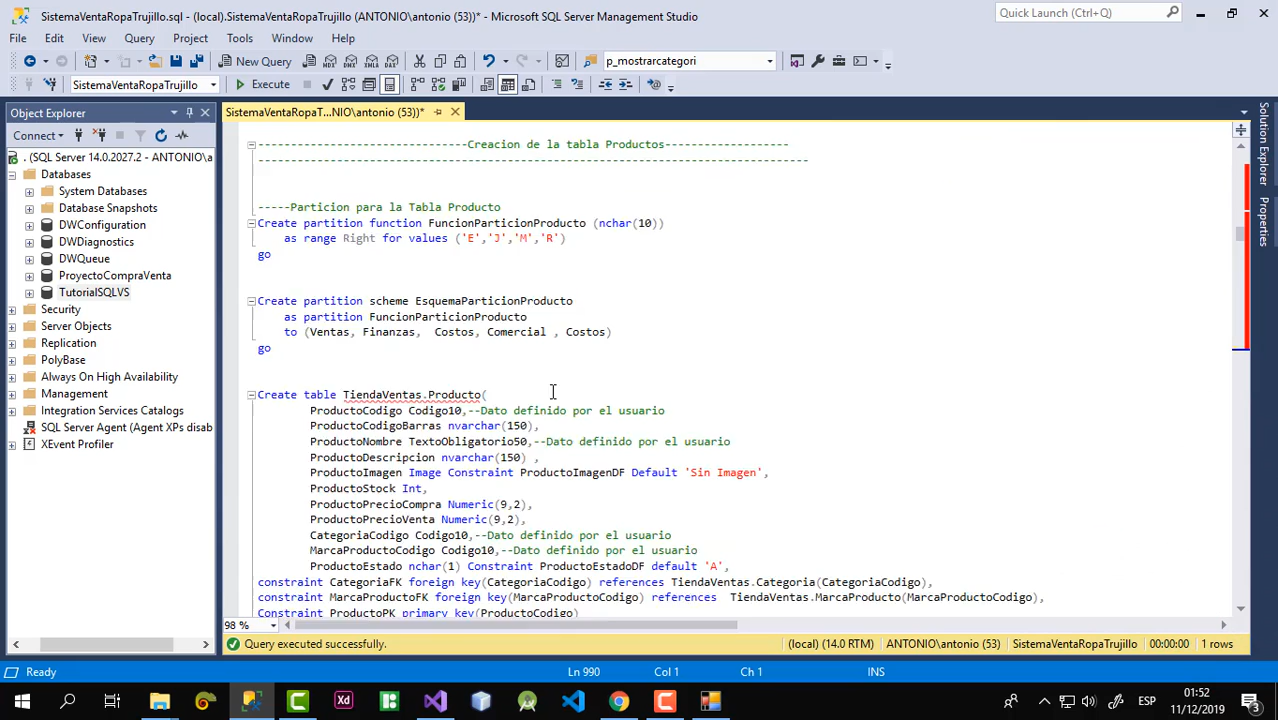 SistemaVentaRopaTrujillo.sql - (local).SistemaVentaRopaTrujillo (ANTONIO\antonio (53))* - Microsoft SQL Server Management Studio
Quick Launch (Ctrl+Q)
File Edit View Query Project Tools Window Help
New Query p_mostrarcategori
SistemaVentaRopaTrujillo Execute
Object Explorer
SistemaVentaRopaT...NIO\antonio (53))*
Connect
. (SQL Server 14.0.2027.2 - ANTONIO\a
Databases
System Databases
Database Snapshots
DWConfiguration
DWDiagnostics
DWQueue
ProyectoCompraVenta
TutorialSQLVS
Security
Server Objects
Replication
PolyBase
Always On High Availability
Management
Integration Services Catalogs
SQL Server Agent (Agent XPs disab
XEvent Profiler
--------------------------------Creacion de la tabla Productos-------------------
------------------------------------------------------------------------------------
-----Particion para la Tabla Producto
Create partition function FuncionParticionProducto (nchar(10))
as range Right for values ('E','J','M','R')
go
Create partition scheme EsquemaParticionProducto
as partition FuncionParticionProducto
to (Ventas, Finanzas,  Costos, Comercial , Costos)
go
Create table TiendaVentas.Producto(
ProductoCodigo Codigo10,--Dato definido por el usuario
ProductoCodigoBarras nvarchar(150),
ProductoNombre TextoObligatorio50,--Dato definido por el usuario
ProductoDescripcion nvarchar(150) ,
ProductoImagen Image Constraint ProductoImagenDF Default 'Sin Imagen',
ProductoStock Int,
ProductoPrecioCompra Numeric(9,2),
ProductoPrecioVenta Numeric(9,2),
CategoriaCodigo Codigo10,--Dato definido por el usuario
MarcaProductoCodigo Codigo10,--Dato definido por el usuario
ProductoEstado nchar(1) Constraint ProductoEstadoDF default 'A',
constraint CategoriaFK foreign key(CategoriaCodigo) references TiendaVentas.Categoria(CategoriaCodigo),
constraint MarcaProductoFK foreign key(MarcaProductoCodigo) references  TiendaVentas.MarcaProducto(MarcaProductoCodigo),
Constraint ProductoPK primary key(ProductoCodigo)
98 %
Query executed successfully. (local) (14.0 RTM) ANTONIO\antonio (53) SistemaVentaRopaTrujillo 00:00:00 1 rows
Ready Ln 990 Col 1 Ch 1 INS
Solution Explorer
Properties
Xd ESP 01:52
11/12/2019 3